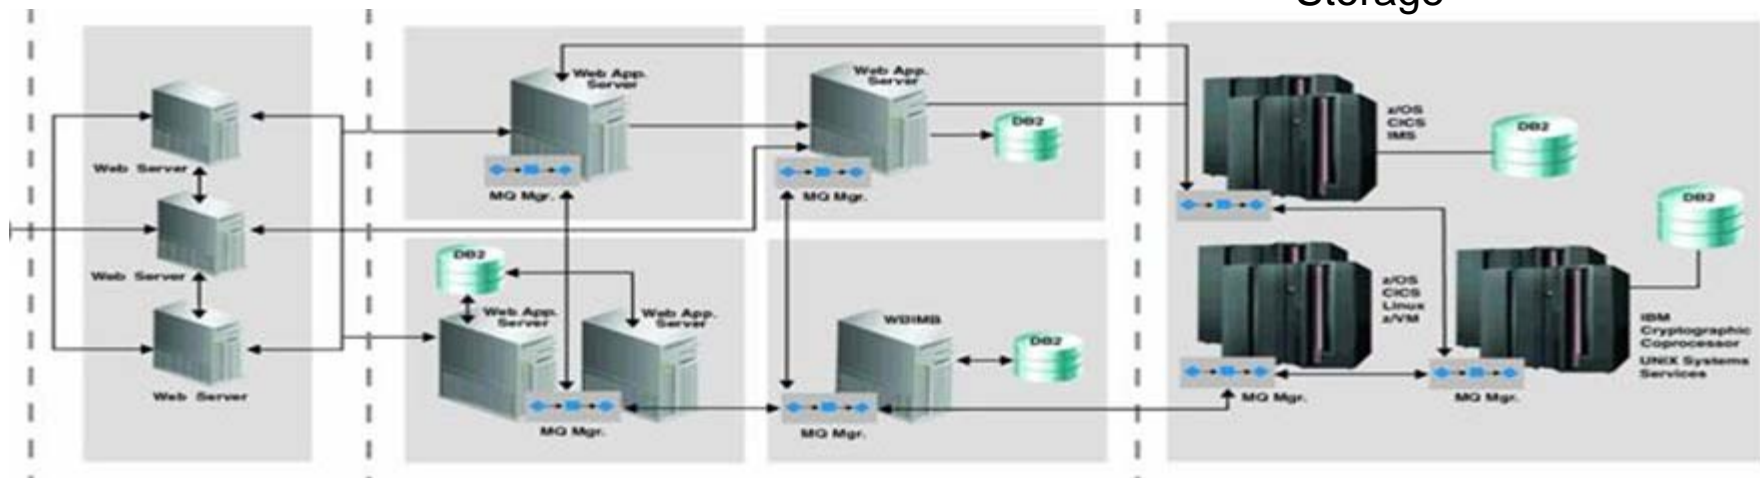 Storage
Web Server
Web Server
Web Server
Web App.
Server
MQ Mgr.
Web App.
Server
DB2
MQ Mgr.
DB2
Web App.
Server
Web App.
Server
MQ Mgr.
WBIMB
DB2
MQ Mgr.
z/OS
CICS
IMS
DB2
DB2
z/OS
CICS
Linux
z/VM
MQ Mgr.
IBM
Cryptographic
Coprocessor
UNIX Systems
Services
MQ Mgr.